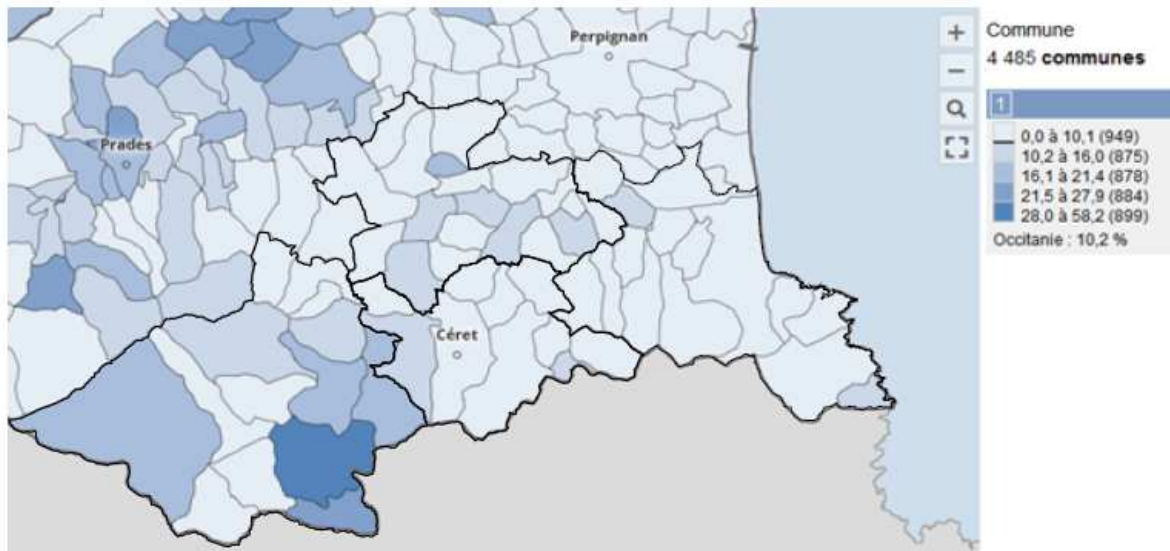 Perpignan
Prades
Céret
+
−
Commune
4 485 communes
1
0,0 à 10,1 (949)
10,2 à 16,0 (875)
16,1 à 21,4 (878)
21,5 à 27,9 (884)
28,0 à 58,2 (899)
Occitanie : 10,2 %